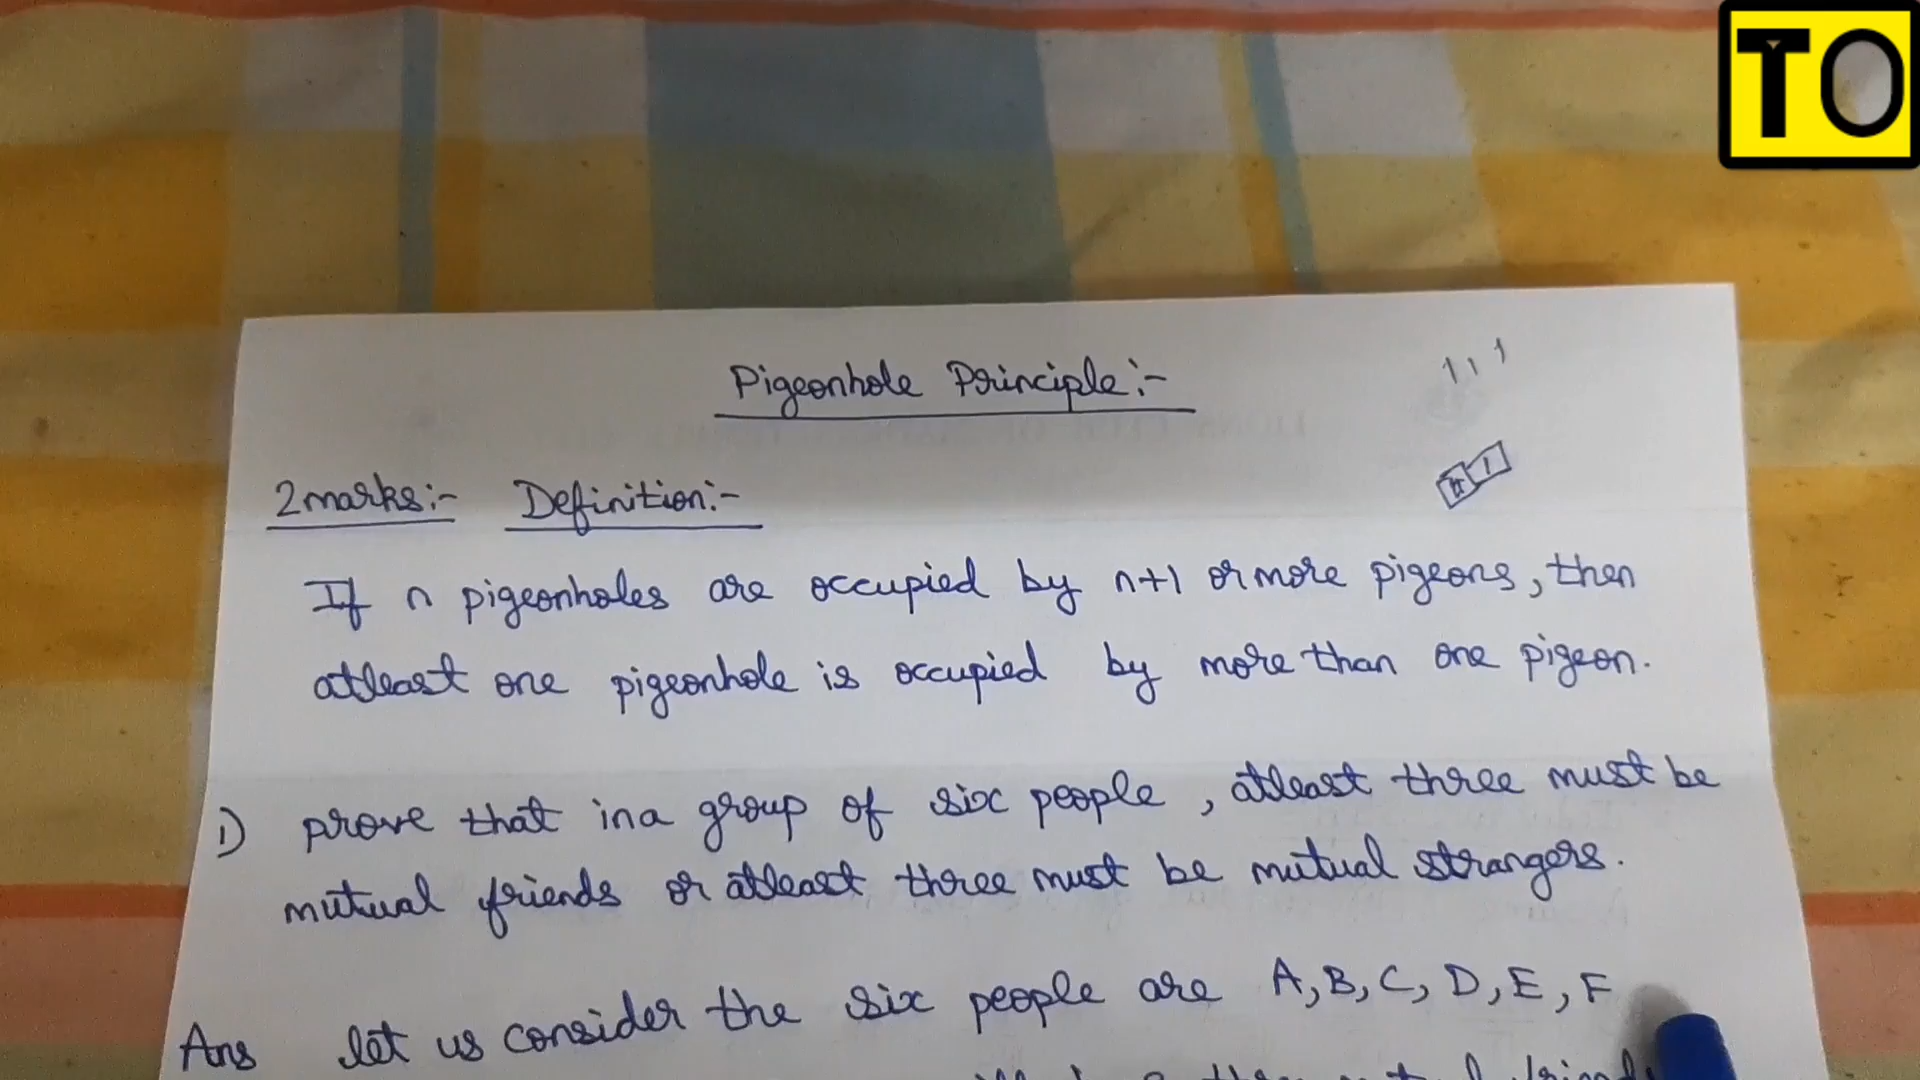 TO
Pigeonhole Principle:-
2marks:- Definition:-
If n pigeonholes are occupied by n+1 or more pigeons, then
atleast one pigeonhole is occupied by more than one pigeon.
1) prove that in a group of six people, atleast three must be
mutual friends or atleast three must be mutual strangers.
Ans let us consider the six people are A, B, C, D, E, F